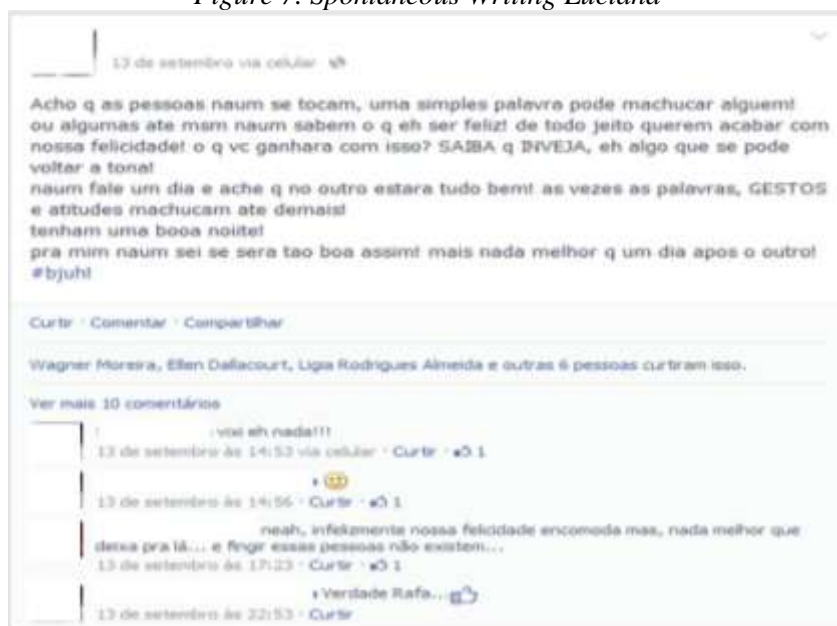 Figure 7. Spontaneous Writing Luciana
13 de setembro via celular
Acho q as pessoas naum se tocam, uma simples palavra pode machucar alguem!
ou algumas ate msm naum sabem o q eh ser feliz! de todo jeito querem acabar com
nossa felicidade! o q vc ganhara com isso? SAIBA q INVEJA, eh algo que se pode
voltar a tona!
naum fale um dia e ache q no outro estara tudo bem! as vezes as palavras, GESTOS
e atitudes machucam ate demais!
tenham uma booa noiite!
pra mim naum sei se sera tao boa assim! mais nada melhor q um dia apos o outro!
#bjuh!
Curtir · Comentar · Compartilhar
Wagner Moreira, Ellen Dallacourt, Ligia Rodrigues Almeida e outras 6 pessoas curtiram isso.
Ver mais 10 comentários
vixi eh nada!!!
13 de setembro às 14:53 via celular · Curtir · 1
13 de setembro às 14:56 · Curtir · 1
neah, infelizmente nossa felicidade encomoda mas, nada melhor que
deixa pra lá... e fingir essas pessoas não existem...
13 de setembro às 17:23 · Curtir · 1
Verdade Rafa...
13 de setembro às 22:53 · Curtir